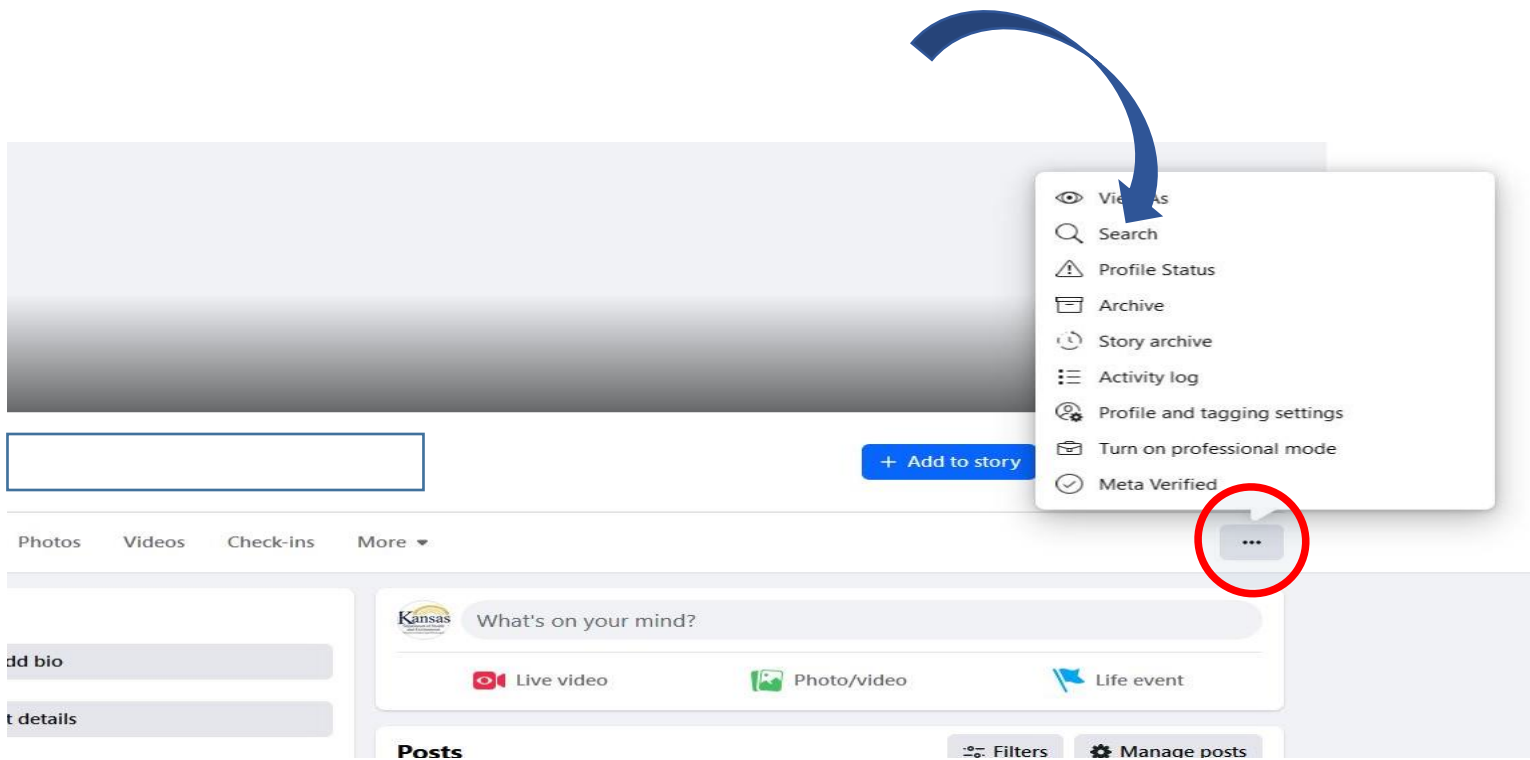 View As
Search
Profile Status
Archive
Story archive
Activity log
Profile and tagging settings
Turn on professional mode
Meta Verified
+ Add to story
Photos Videos Check-ins More
Kansas
What's on your mind?
dd bio
Live video Photo/video Life event
t details
Posts Filters Manage posts